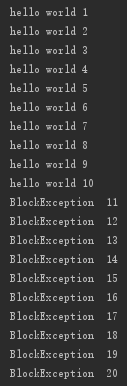 hello world 1
hello world 2
hello world 3
hello world 4
hello world 5
hello world 6
hello world 7
hello world 8
hello world 9
hello world 10
BlockException  11
BlockException  12
BlockException  13
BlockException  14
BlockException  15
BlockException  16
BlockException  17
BlockException  18
BlockException  19
BlockException  20